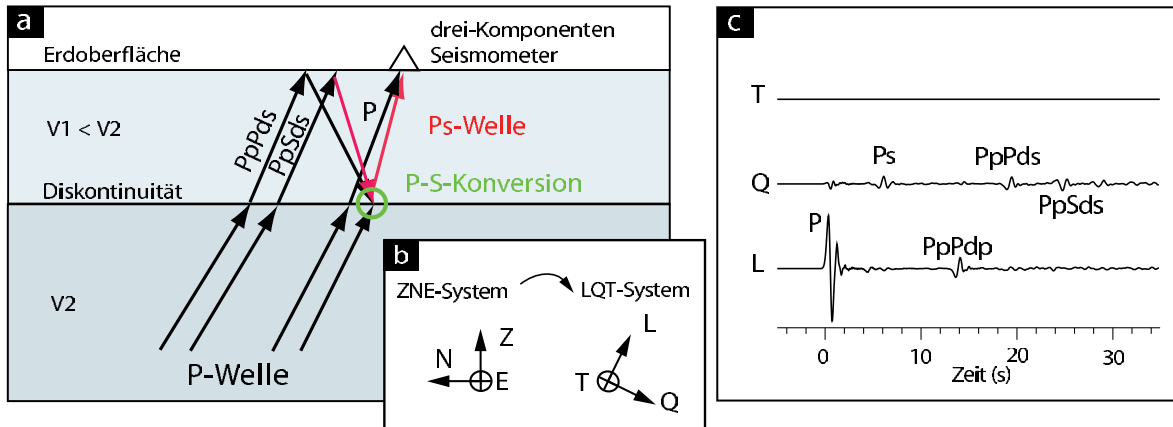 a
Erdoberfläche
drei-Komponenten
Seismometer
V1 < V2
PpPds
PpSds
P
Ps-Welle
Diskontinuität
P-S-Konversion
V2
P-Welle
b
ZNE-System
LQT-System
Z
N
E
L
T
Q
c
T
Ps
PpPds
Q
PpSds
P
PpPdp
L
0
10
20
30
Zeit (s)